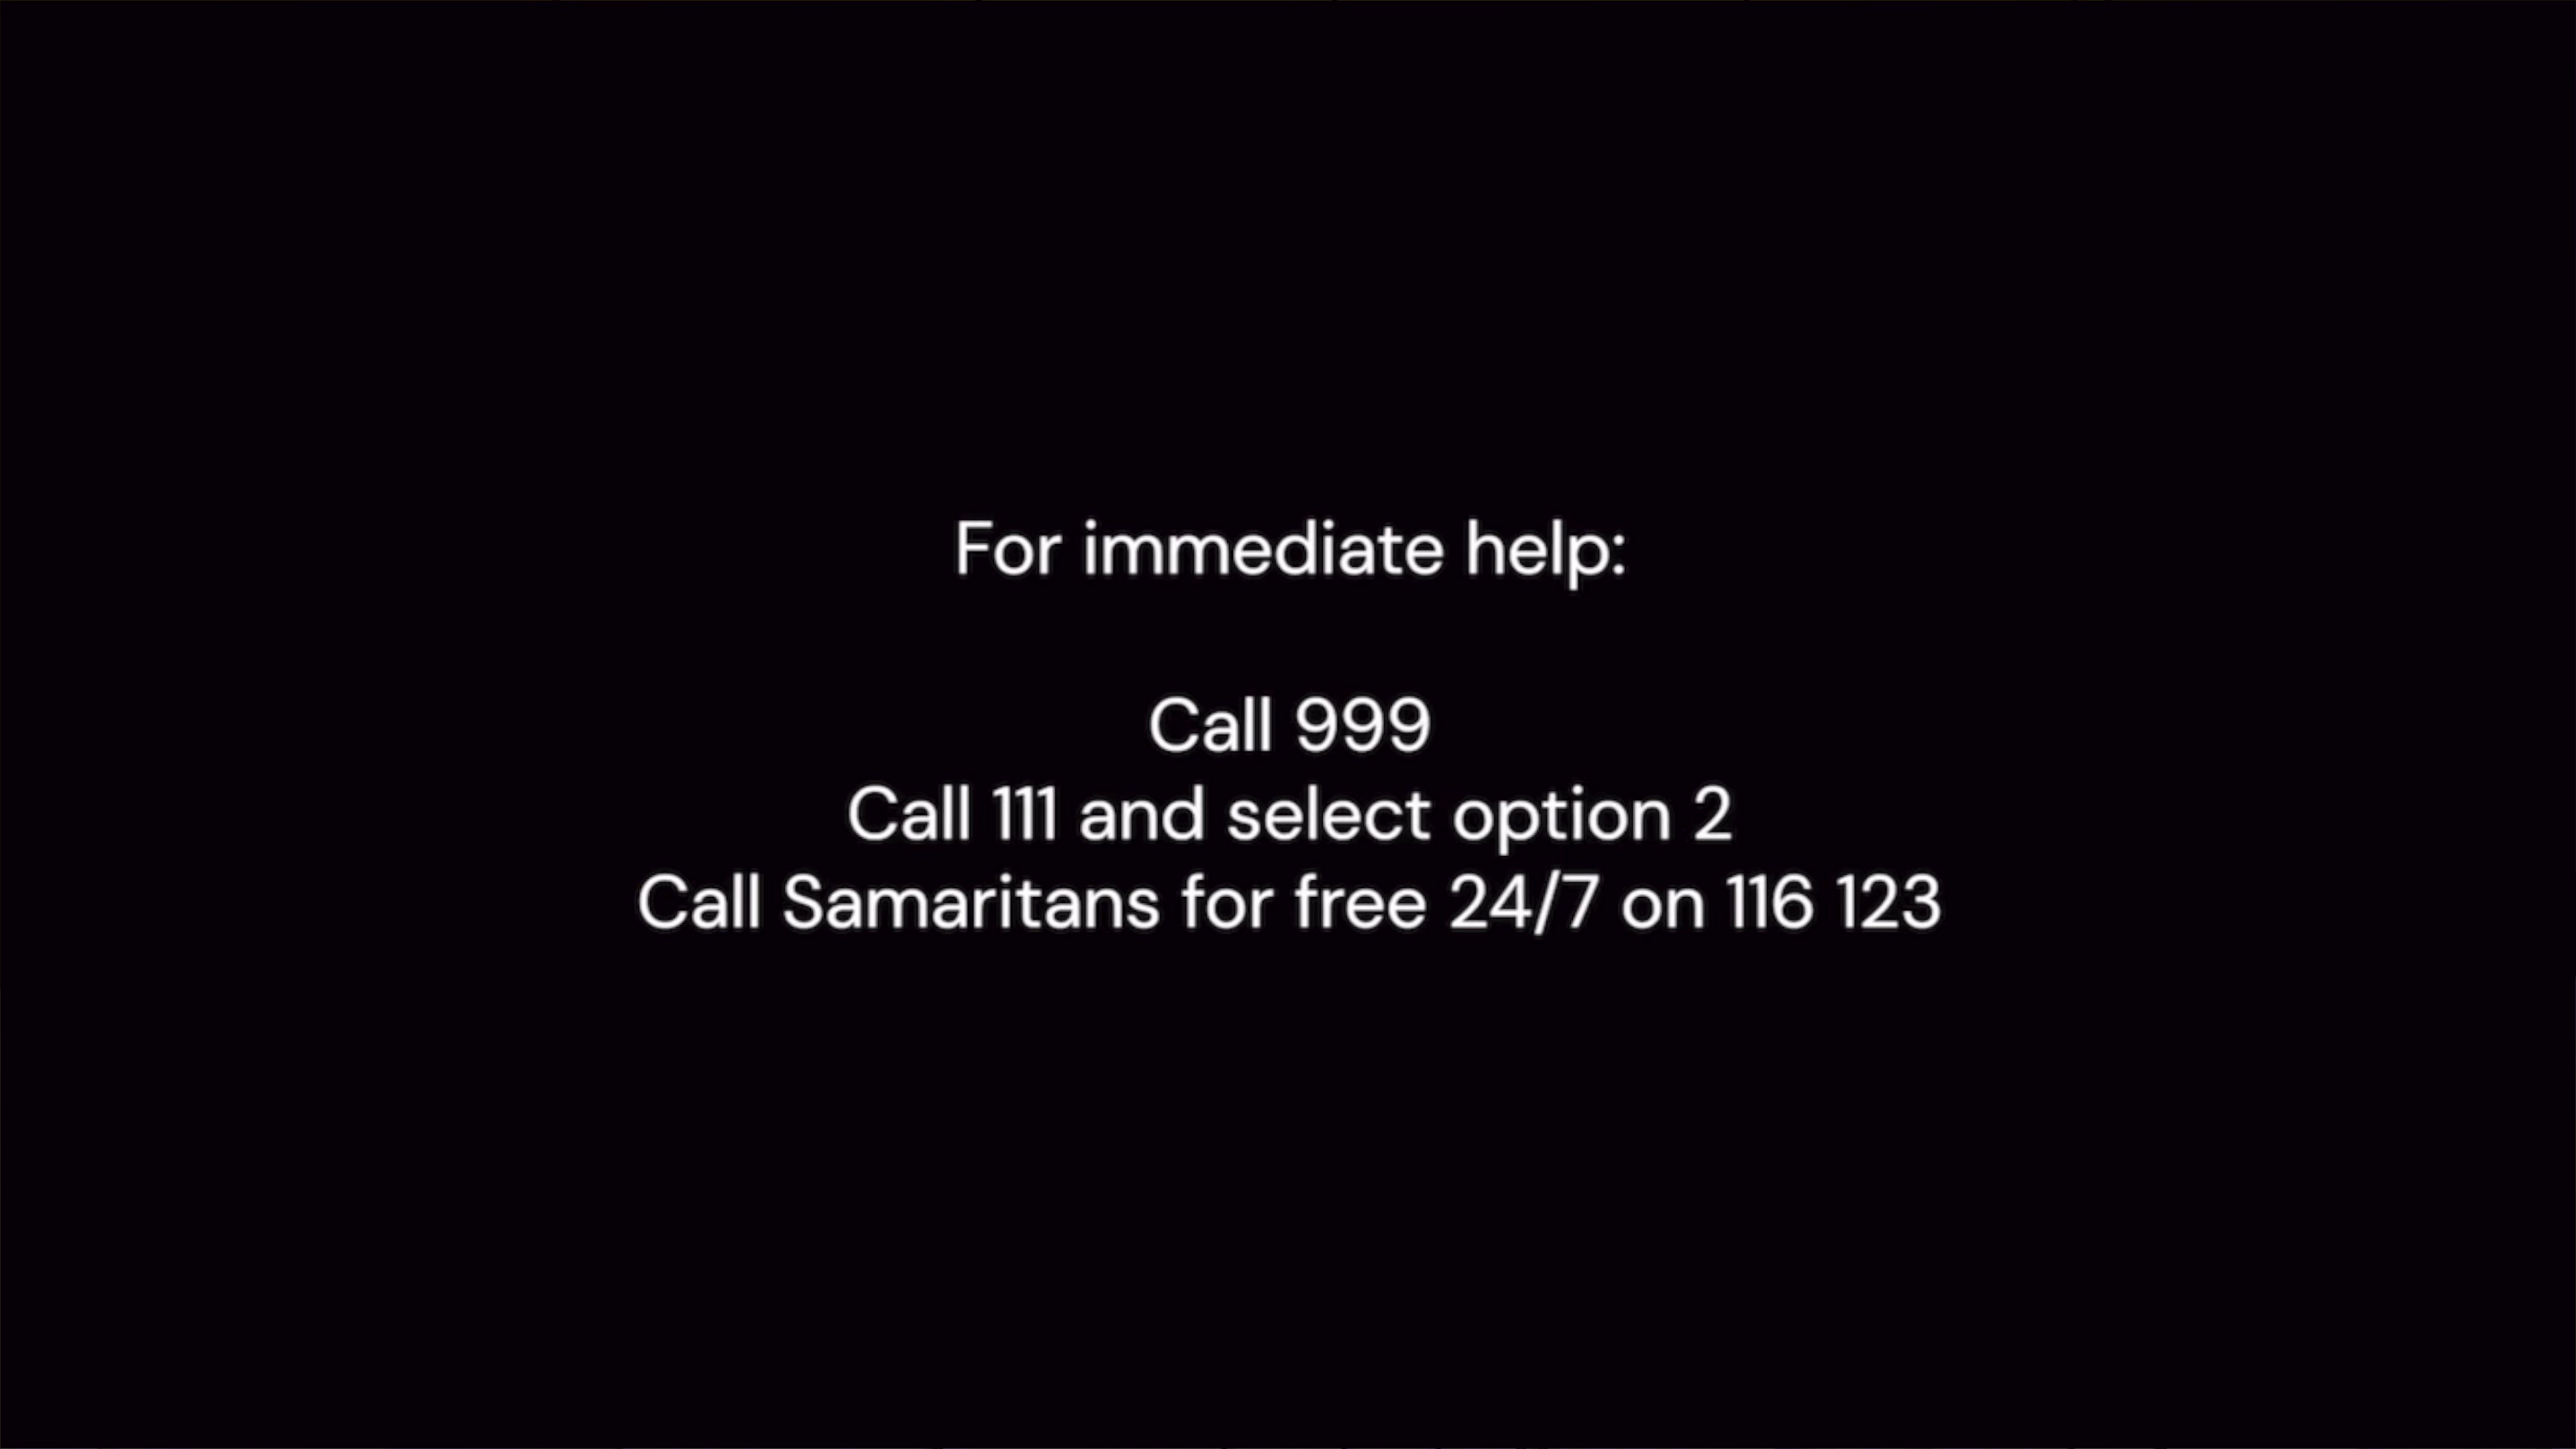 For immediate help:
Call 999
Call 111 and select option 2
Call Samaritans for free 24/7 on 116 123